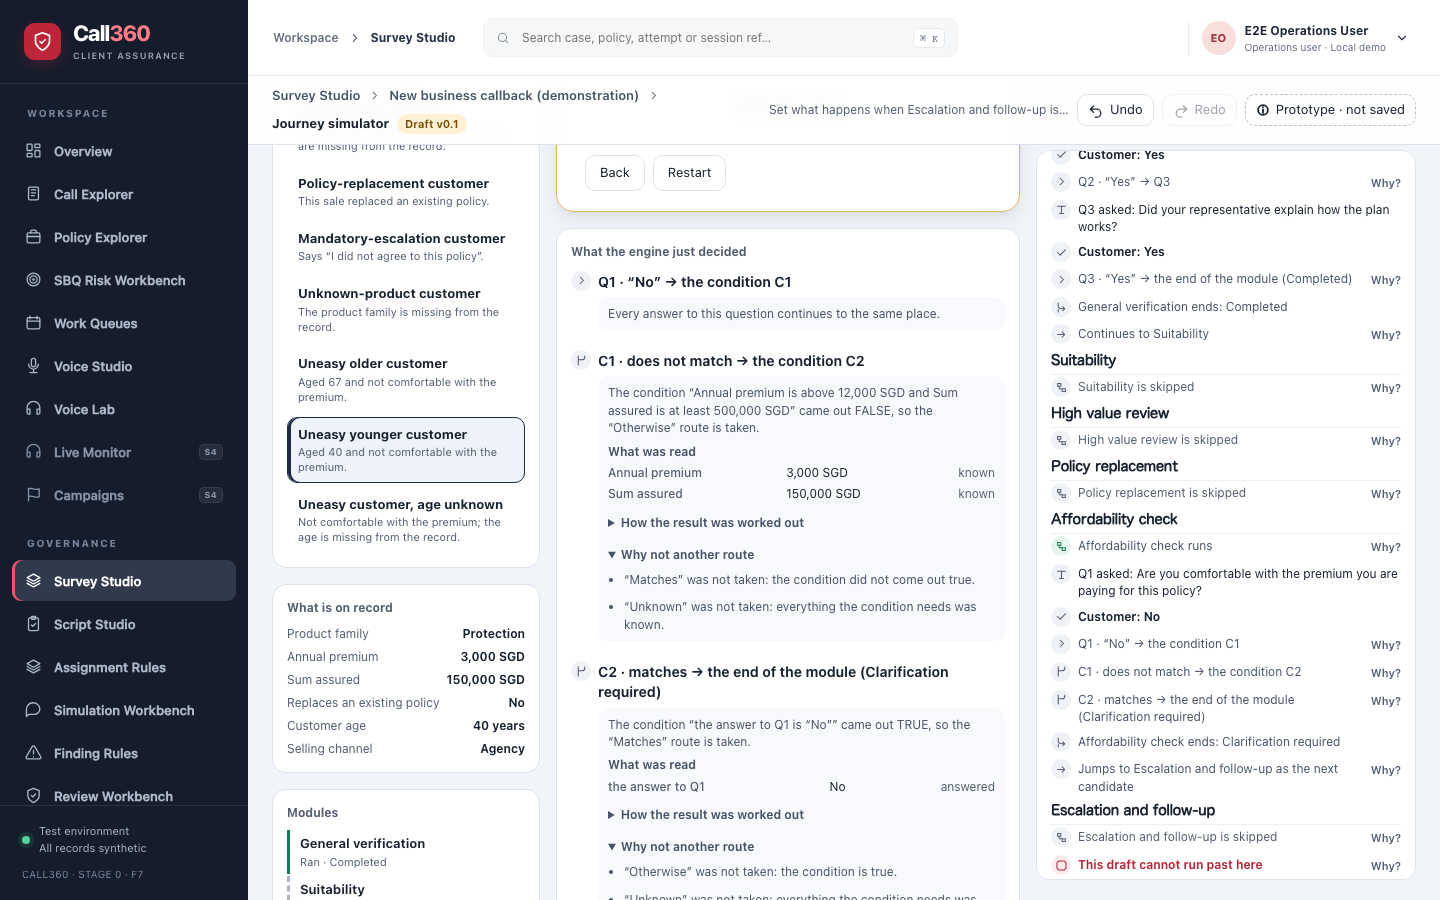 Call360
CLIENT ASSURANCE
WORKSPACE
Overview
Call Explorer
Policy Explorer
SBQ Risk Workbench
Work Queues
Voice Studio
Voice Lab
Live Monitor S4
Campaigns S4
GOVERNANCE
Survey Studio
Script Studio
Assignment Rules
Simulation Workbench
Finding Rules
Review Workbench
Test environment
All records synthetic
CALL360 · STAGE 0 · F7
Workspace > Survey Studio
Search case, policy, attempt or session ref...
⌘ K
EO
E2E Operations User
Operations user · Local demo
Survey Studio > New business callback (demonstration) >
Journey simulator Draft v0.1
Set what happens when Escalation and follow-up is...
Undo
Redo
Prototype · not saved
are missing from the record.
Policy-replacement customer
This sale replaced an existing policy.
Mandatory-escalation customer
Says “I did not agree to this policy”.
Unknown-product customer
The product family is missing from the
record.
Uneasy older customer
Aged 67 and not comfortable with the
premium.
Uneasy younger customer
Aged 40 and not comfortable with the
premium.
Uneasy customer, age unknown
Not comfortable with the premium; the
age is missing from the record.
What is on record
Product family Protection
Annual premium 3,000 SGD
Sum assured 150,000 SGD
Replaces an existing policy No
Customer age 40 years
Selling channel Agency
Modules
General verification
Ran · Completed
Suitability
Back
Restart
What the engine just decided
Q1 · “No” → the condition C1
Every answer to this question continues to the same place.
C1 · does not match → the condition C2
The condition “Annual premium is above 12,000 SGD and Sum
assured is at least 500,000 SGD” came out FALSE, so the
“Otherwise” route is taken.
What was read
Annual premium 3,000 SGD known
Sum assured 150,000 SGD known
How the result was worked out
Why not another route
• “Matches” was not taken: the condition did not come out true.
• “Unknown” was not taken: everything the condition needs was
known.
C2 · matches → the end of the module (Clarification
required)
The condition “the answer to Q1 is “No”” came out TRUE, so the
“Matches” route is taken.
What was read
the answer to Q1 No answered
How the result was worked out
Why not another route
• “Otherwise” was not taken: the condition is true.
• “Unknown” was not taken: everything the condition needs was
Customer: Yes
Q2 · “Yes” → Q3 Why?
Q3 asked: Did your representative explain how the plan
works?
Customer: Yes
Q3 · “Yes” → the end of the module (Completed) Why?
General verification ends: Completed
Continues to Suitability Why?
Suitability
Suitability is skipped Why?
High value review
High value review is skipped Why?
Policy replacement
Policy replacement is skipped Why?
Affordability check
Affordability check runs Why?
Q1 asked: Are you comfortable with the premium you are
paying for this policy?
Customer: No
Q1 · “No” → the condition C1 Why?
C1 · does not match → the condition C2 Why?
C2 · matches → the end of the module Why?
(Clarification required)
Affordability check ends: Clarification required
Jumps to Escalation and follow-up as the next Why?
candidate
Escalation and follow-up
Escalation and follow-up is skipped Why?
This draft cannot run past here Why?